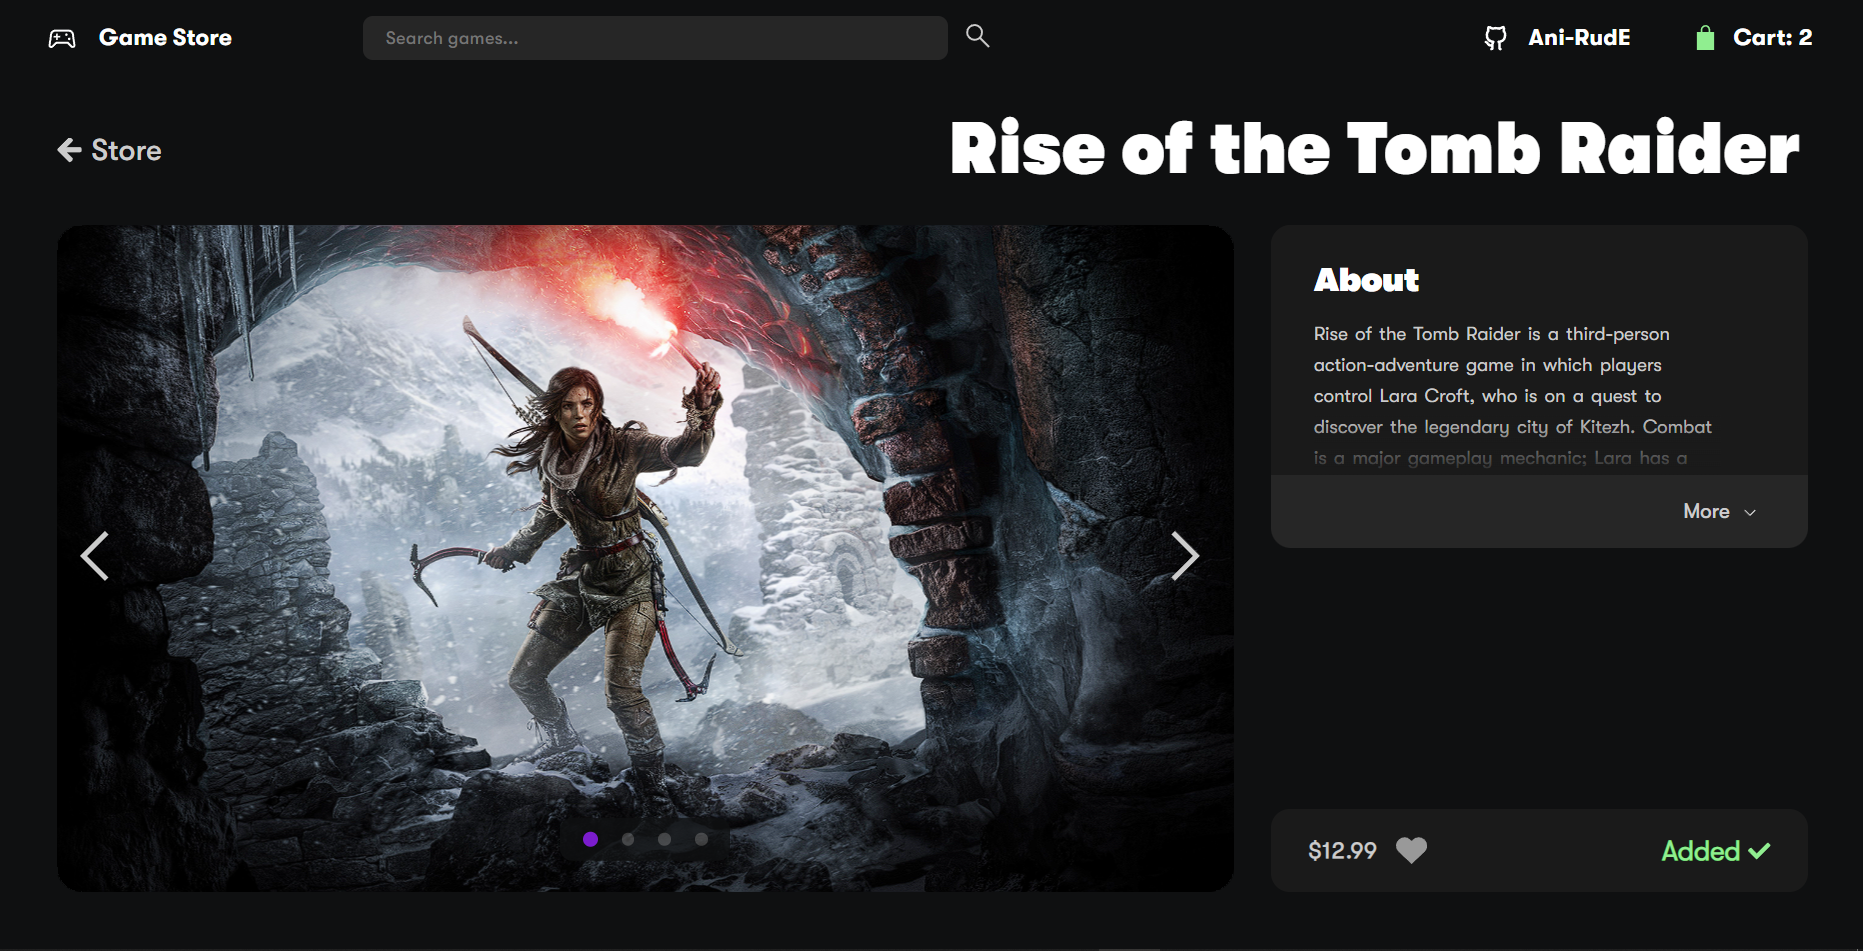 Game Store
Search games...
Ani-RudE
Cart: 2
Store
Rise of the Tomb Raider
About
Rise of the Tomb Raider is a third-person
action-adventure game in which players
control Lara Croft, who is on a quest to
discover the legendary city of Kitezh. Combat
is a major gameplay mechanic; Lara has a
More
$12.99
Added